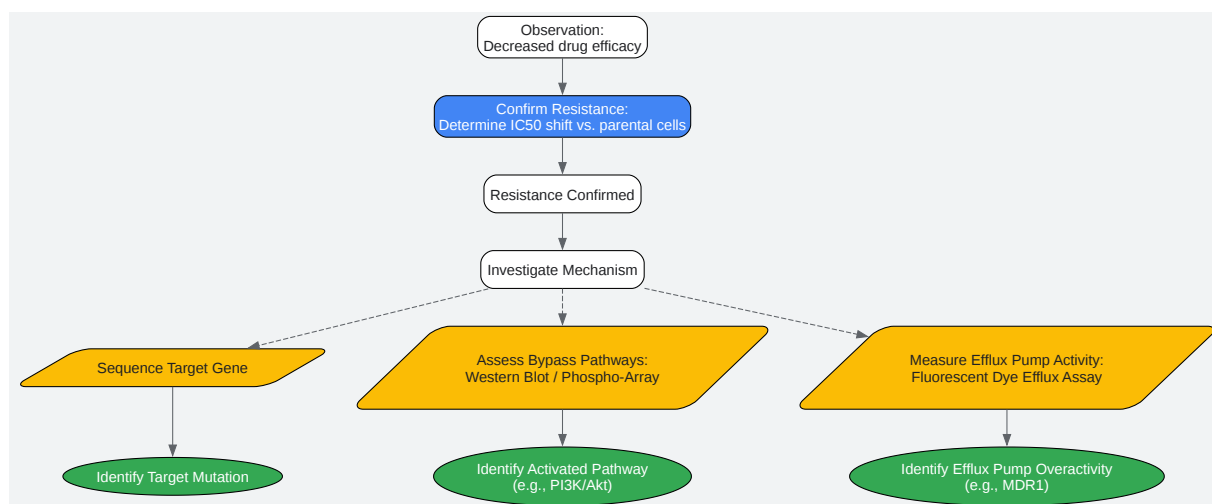 Observation:
Decreased drug efficacy
Confirm Resistance:
Determine IC50 shift vs. parental cells
Resistance Confirmed
Investigate Mechanism
Sequence Target Gene
Assess Bypass Pathways:
Western Blot / Phospho-Array
Measure Efflux Pump Activity:
Fluorescent Dye Efflux Assay
Identify Target Mutation
Identify Activated Pathway
(e.g., PI3K/Akt)
Identify Efflux Pump Overactivity
(e.g., MDR1)